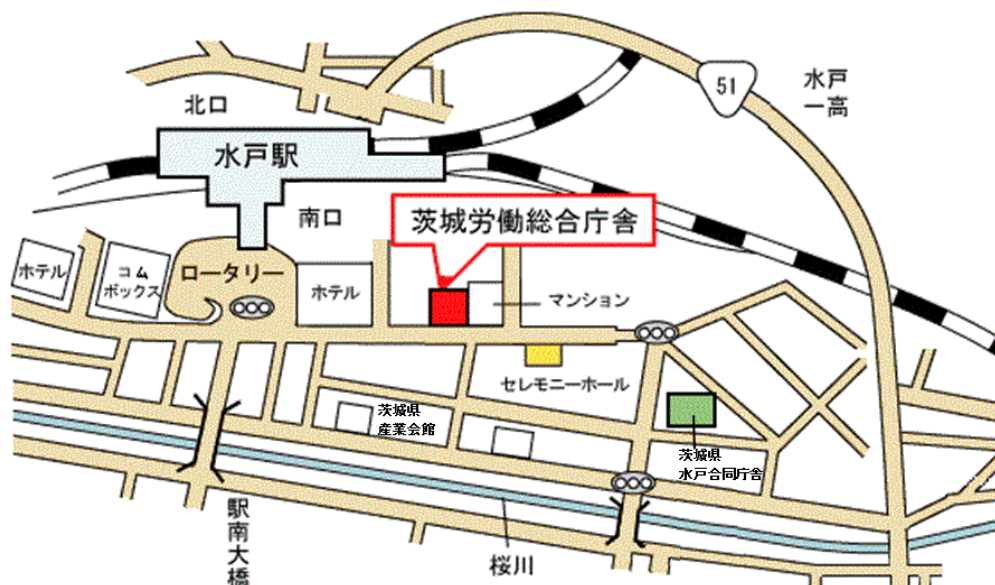 51
水戸
一高
北口
水戸駅
南口
茨城労働総合庁舎
ホテル
コム
ボックス
ロータリー
ホテル
マンション
セレモニーホール
茨城県
産業会館
茨城県
水戸合同庁舎
駅南大橋
桜川